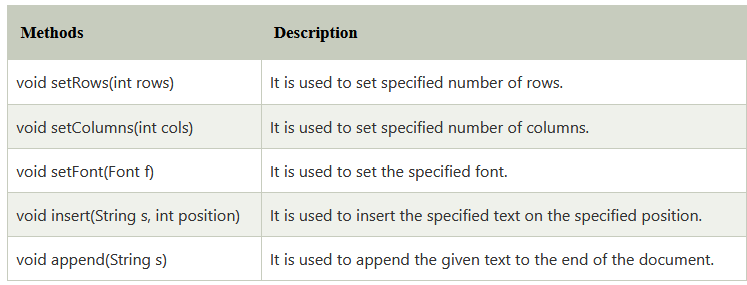 Methods Description
void setRows(int rows) It is used to set specified number of rows.
void setColumns(int cols) It is used to set specified number of columns.
void setFont(Font f) It is used to set the specified font.
void insert(String s, int position) It is used to insert the specified text on the specified position.
void append(String s) It is used to append the given text to the end of the document.